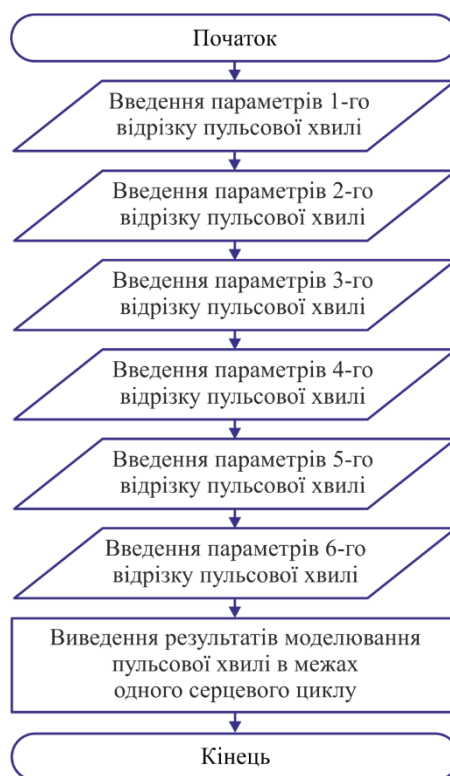 Початок
Введення параметрів 1-го
відрізку пульсової хвилі
Введення параметрів 2-го
відрізку пульсової хвилі
Введення параметрів 3-го
відрізку пульсової хвилі
Введення параметрів 4-го
відрізку пульсової хвилі
Введення параметрів 5-го
відрізку пульсової хвилі
Введення параметрів 6-го
відрізку пульсової хвилі
Виведення результатів моделювання
пульсової хвилі в межах
одного серцевого циклу
Кінець